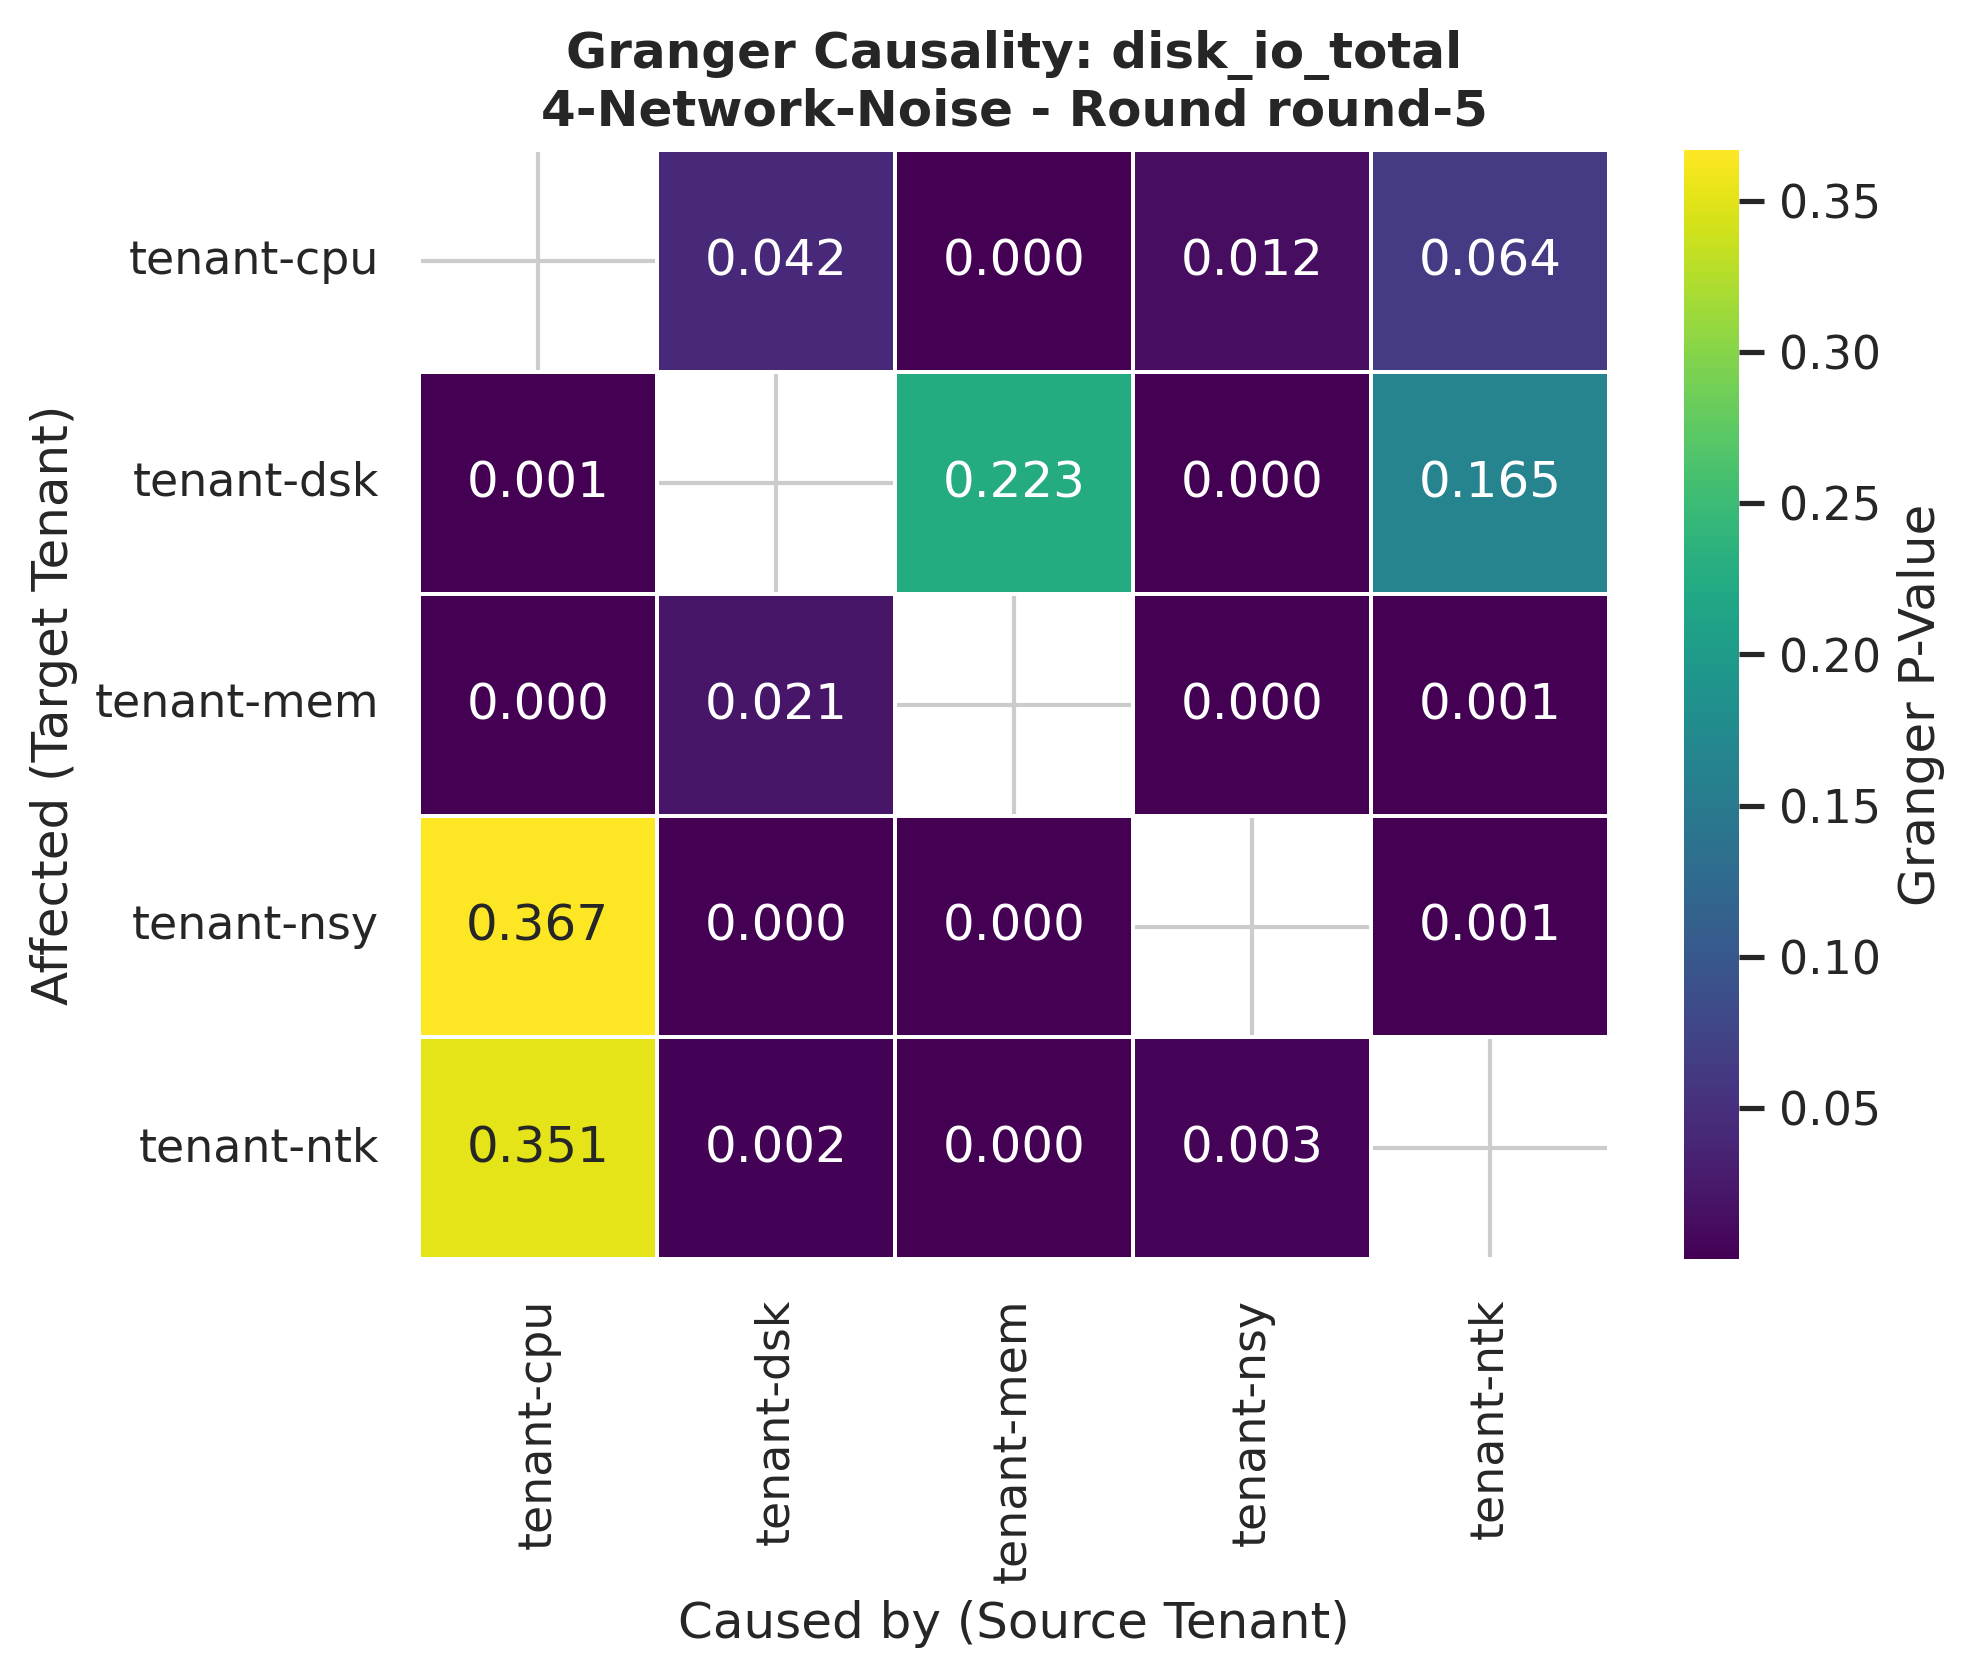 Granger Causality: disk_io_total
4-Network-Noise - Round round-5
Affected (Target Tenant)
tenant-cpu 0.042 0.000 0.012 0.064
tenant-dsk 0.001 0.223 0.000 0.165
tenant-mem 0.000 0.021 0.000 0.001
tenant-nsy 0.367 0.000 0.000 0.001
tenant-ntk 0.351 0.002 0.000 0.003
tenant-cpu
tenant-dsk
tenant-mem
tenant-nsy
tenant-ntk
Caused by (Source Tenant)
0.35
0.30
0.25
0.20
0.15
0.10
0.05
Granger P-Value